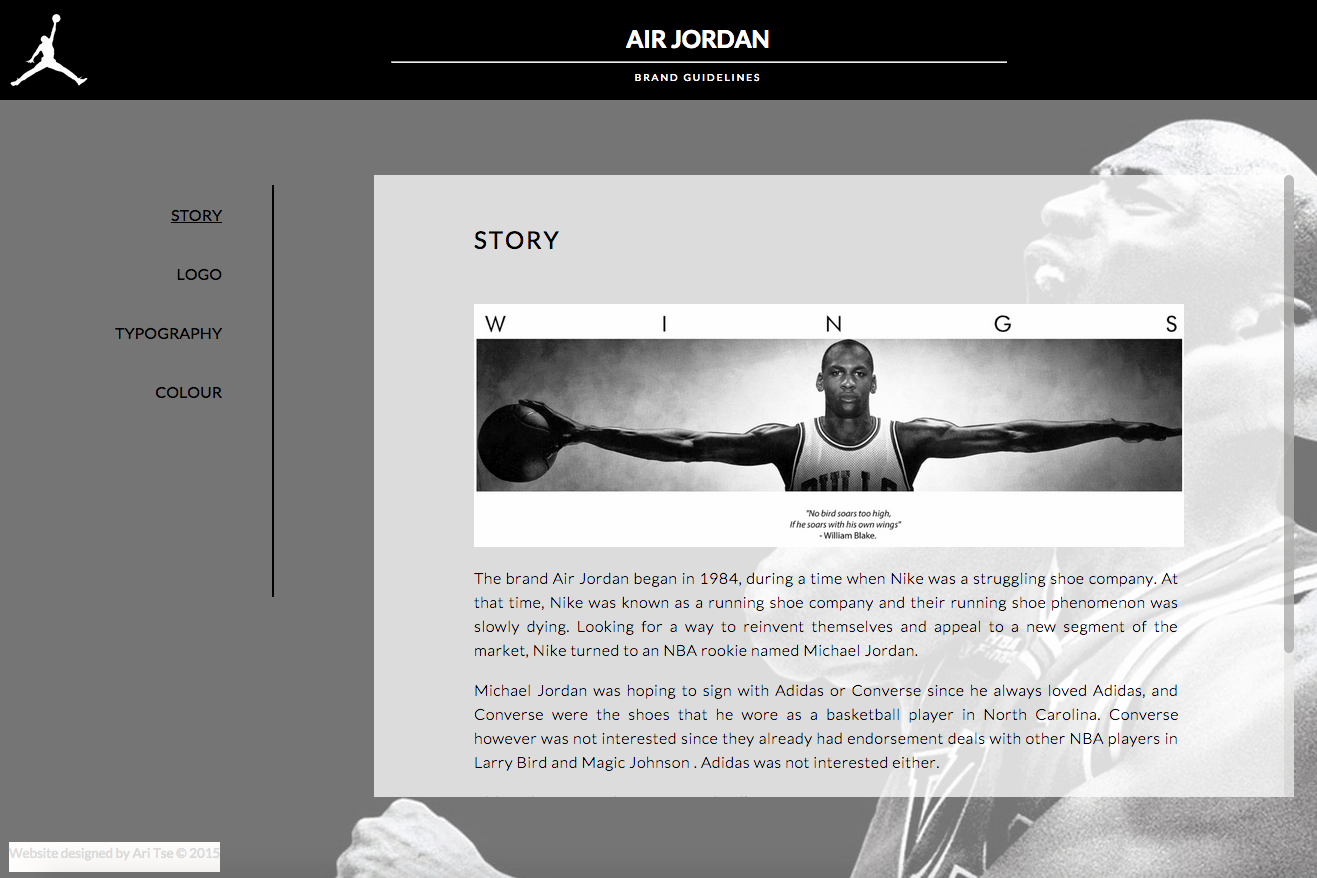 AIR JORDAN
BRAND GUIDELINES
STORY
LOGO
TYPOGRAPHY
COLOUR
STORY
W I N G S
BULLS
"No bird soars too high,
If he soars with his own wings"
- William Blake.
The brand Air Jordan began in 1984, during a time when Nike was a struggling shoe company. At
that time, Nike was known as a running shoe company and their running shoe phenomenon was
slowly dying. Looking for a way to reinvent themselves and appeal to a new segment of the
market, Nike turned to an NBA rookie named Michael Jordan.
Michael Jordan was hoping to sign with Adidas or Converse since he always loved Adidas, and
Converse were the shoes that he wore as a basketball player in North Carolina. Converse
however was not interested since they already had endorsement deals with other NBA players in
Larry Bird and Magic Johnson . Adidas was not interested either.
Website designed by Ari Tse © 2015